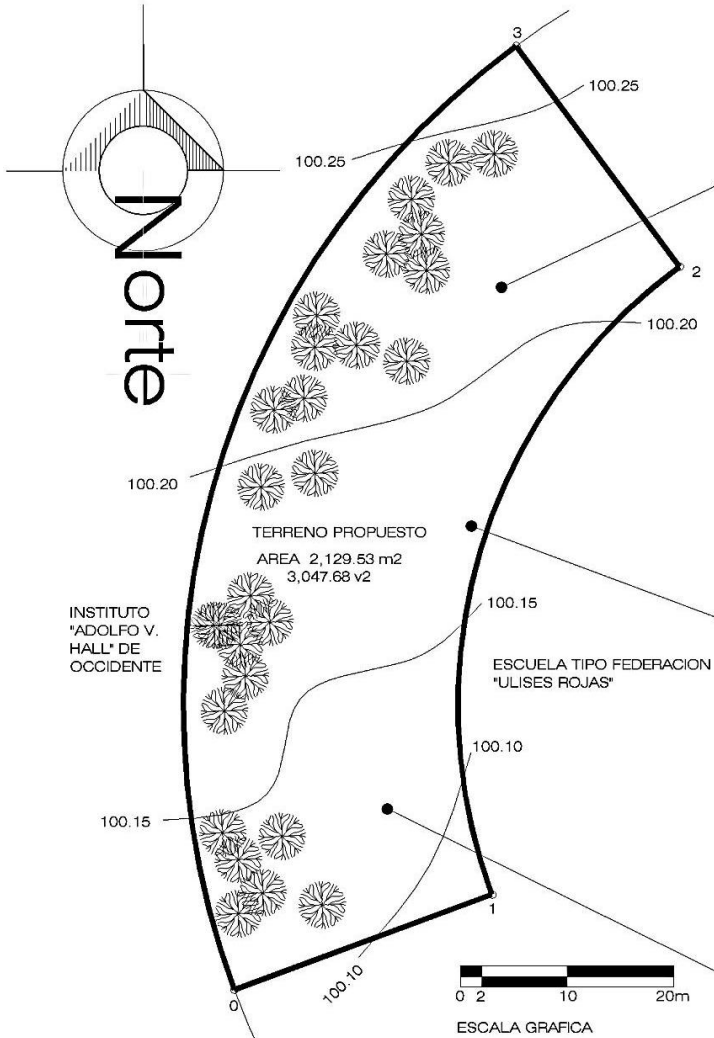 3
100.25
100.25
Norte
2
100.20
100.20
TERRENO PROPUESTO
AREA 2,129.53 m2
3,047.68 v2
100.15
INSTITUTO
"ADOLFO V.
HALL" DE
OCCIDENTE
ESCUELA TIPO FEDERACION
"ULISES ROJAS"
100.10
100.15
1
100.10
0
0 2 10 20m
ESCALA GRAFICA